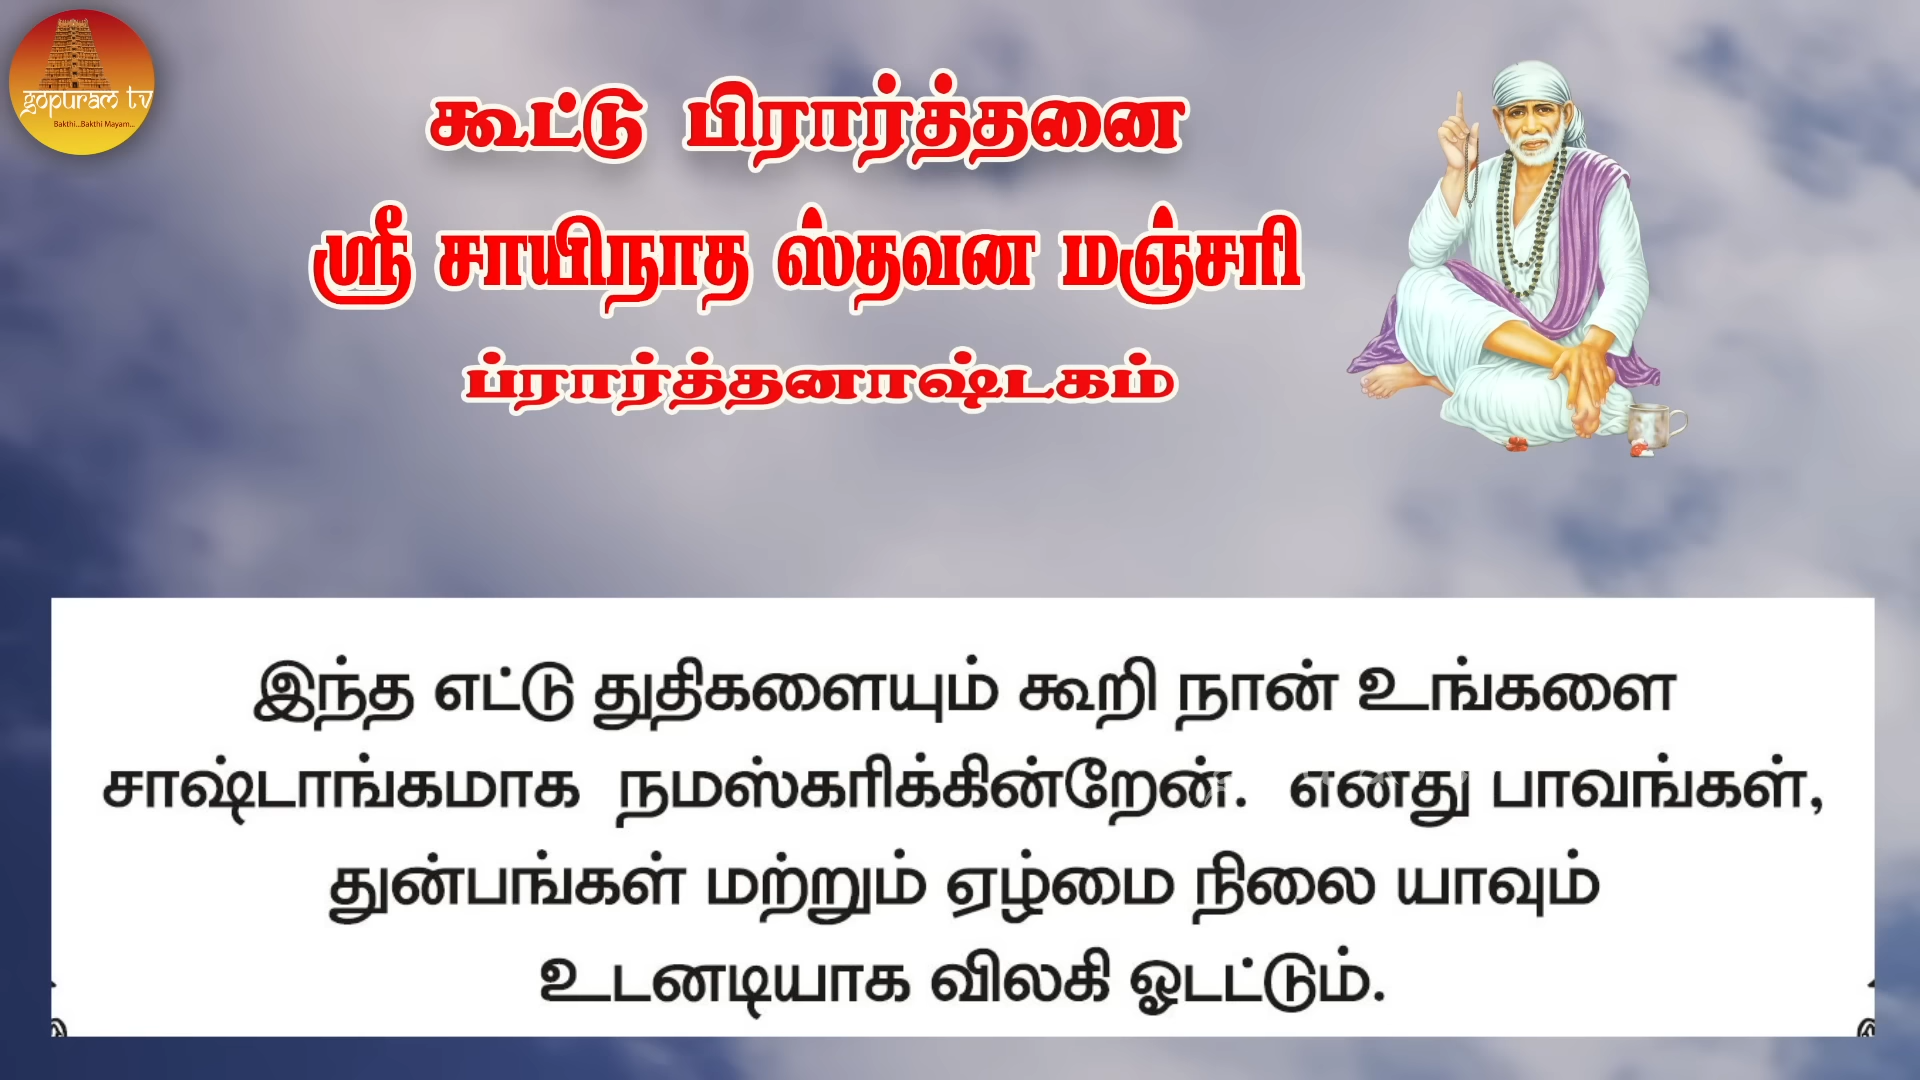 gopuram tv
Bakthi...Bakthi Mayam...
கூட்டு பிரார்த்தனை
ஸ்ரீ சாயிநாத ஸ்தவன மஞ்சரி
ப்ரார்த்தனாஷ்டகம்
இந்த எட்டு துதிகளையும் கூறி நான் உங்களை
சாஷ்டாங்கமாக நமஸ்கரிக்கின்றேன். எனது பாவங்கள்,
துன்பங்கள் மற்றும் ஏழ்மை நிலை யாவும்
உடனடியாக விலகி ஓடட்டும்.